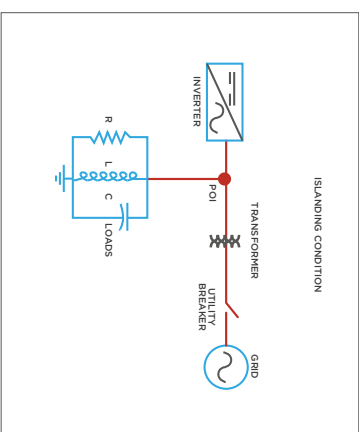 ISLANDING CONDITION
INVERTER
POI
TRANSFORMER
UTILITY
BREAKER
GRID
R
L
C
LOADS